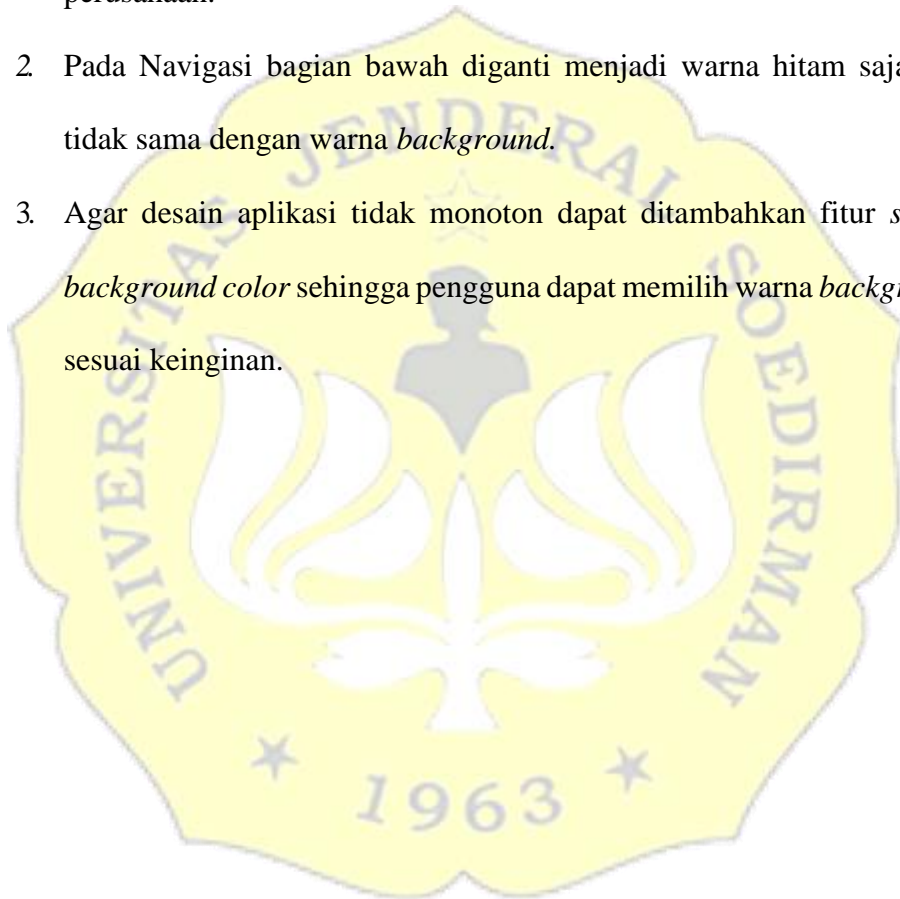 perusahaan.
2. Pada Navigasi bagian bawah diganti menjadi warna hitam saja
tidak sama dengan warna background.
3. Agar desain aplikasi tidak monoton dapat ditambahkan fitur
background color sehingga pengguna dapat memilih warna
sesuai keinginan.
UNIVERSITAS JENDERAL SOEDIRMAN
1963